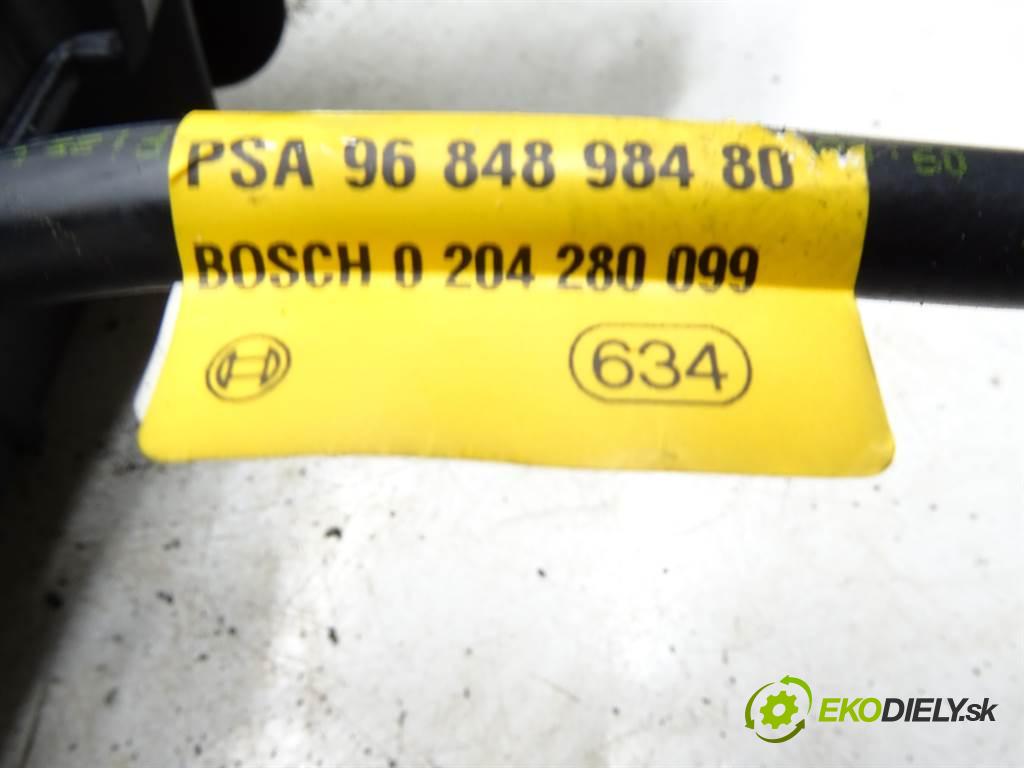 PSA 96 848 984 80
BOSCH 0 204 280 099
634
EKODIELY.sk